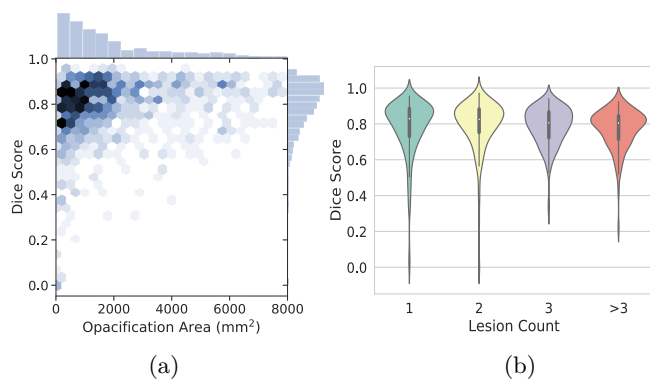 1.0
0.8
0.6
0.4
0.2
0.0
Dice Score
0 2000 4000 6000 8000
Opacification Area (mm²)
(a)
1.0
0.8
0.6
0.4
0.2
0.0
Dice Score
1 2 3 >3
Lesion Count
(b)